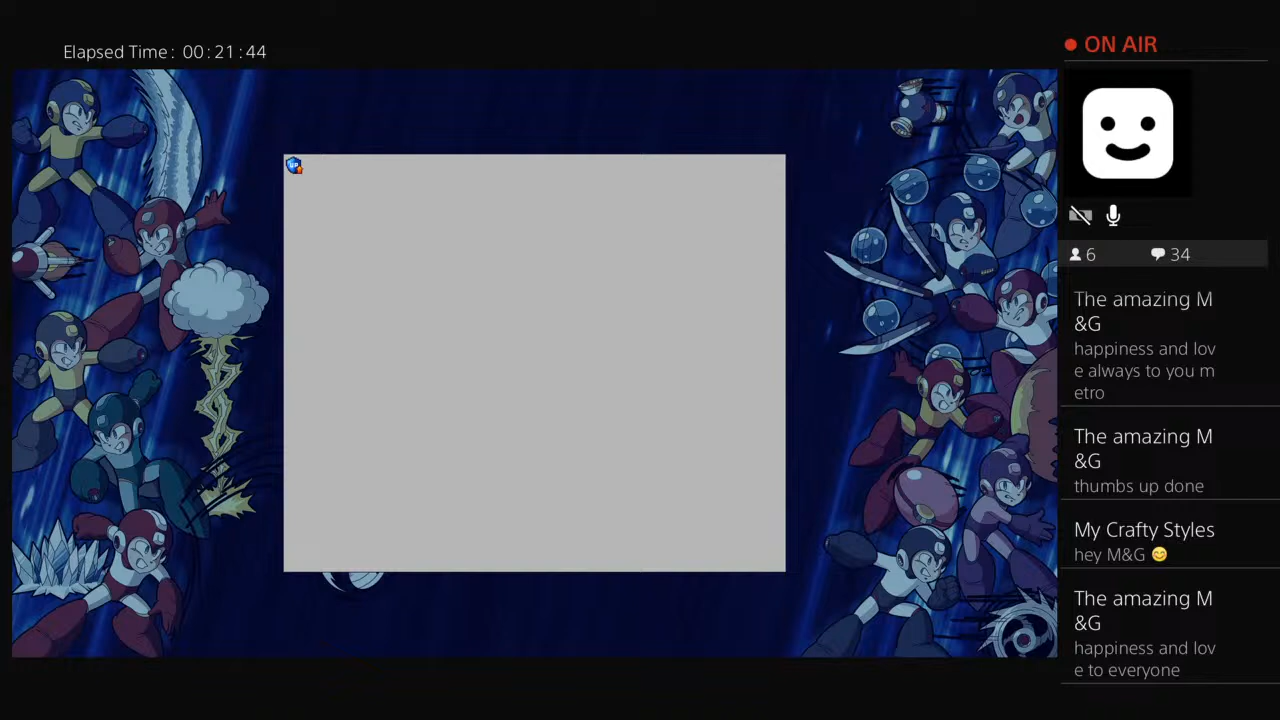 Elapsed Time: 00:21:44
ON AIR
6 34
The amazing M
&G
happiness and lov
e always to you m
etro
The amazing M
&G
thumbs up done
My Crafty Styles
hey M&G 😊
The amazing M
&G
happiness and lov
e to everyone